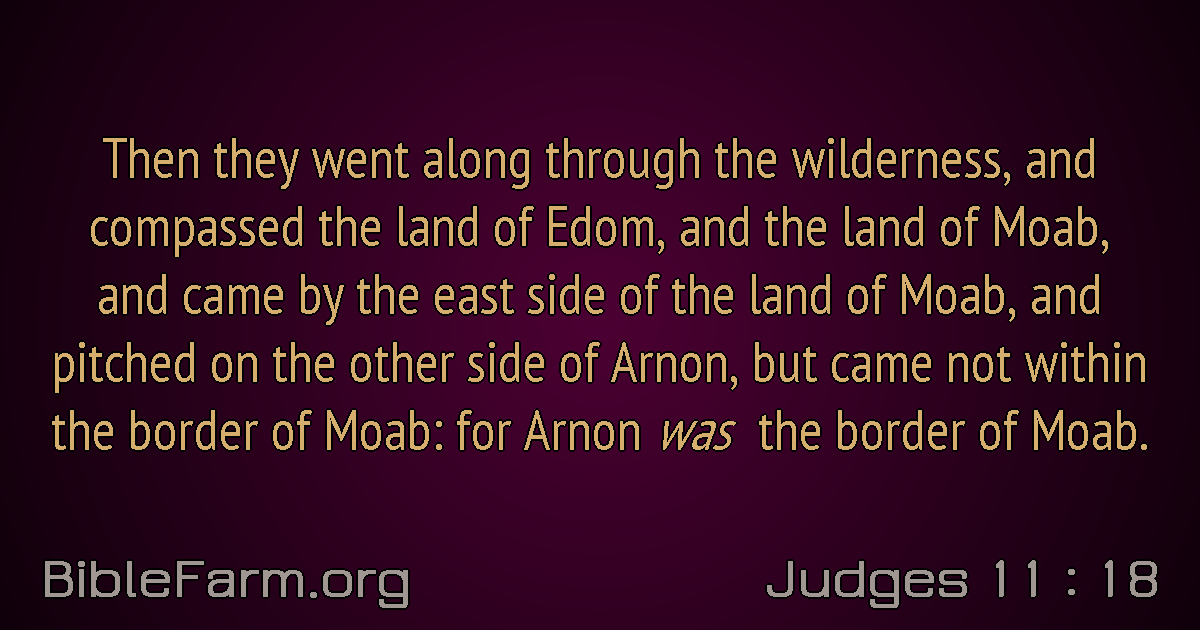 Then they went along through the wilderness, and
compassed the land of Edom, and the land of Moab,
and came by the east side of the land of Moab, and
pitched on the other side of Arnon, but came not within
the border of Moab: for Arnon was the border of Moab.
BibleFarm.org
Judges 11 : 18